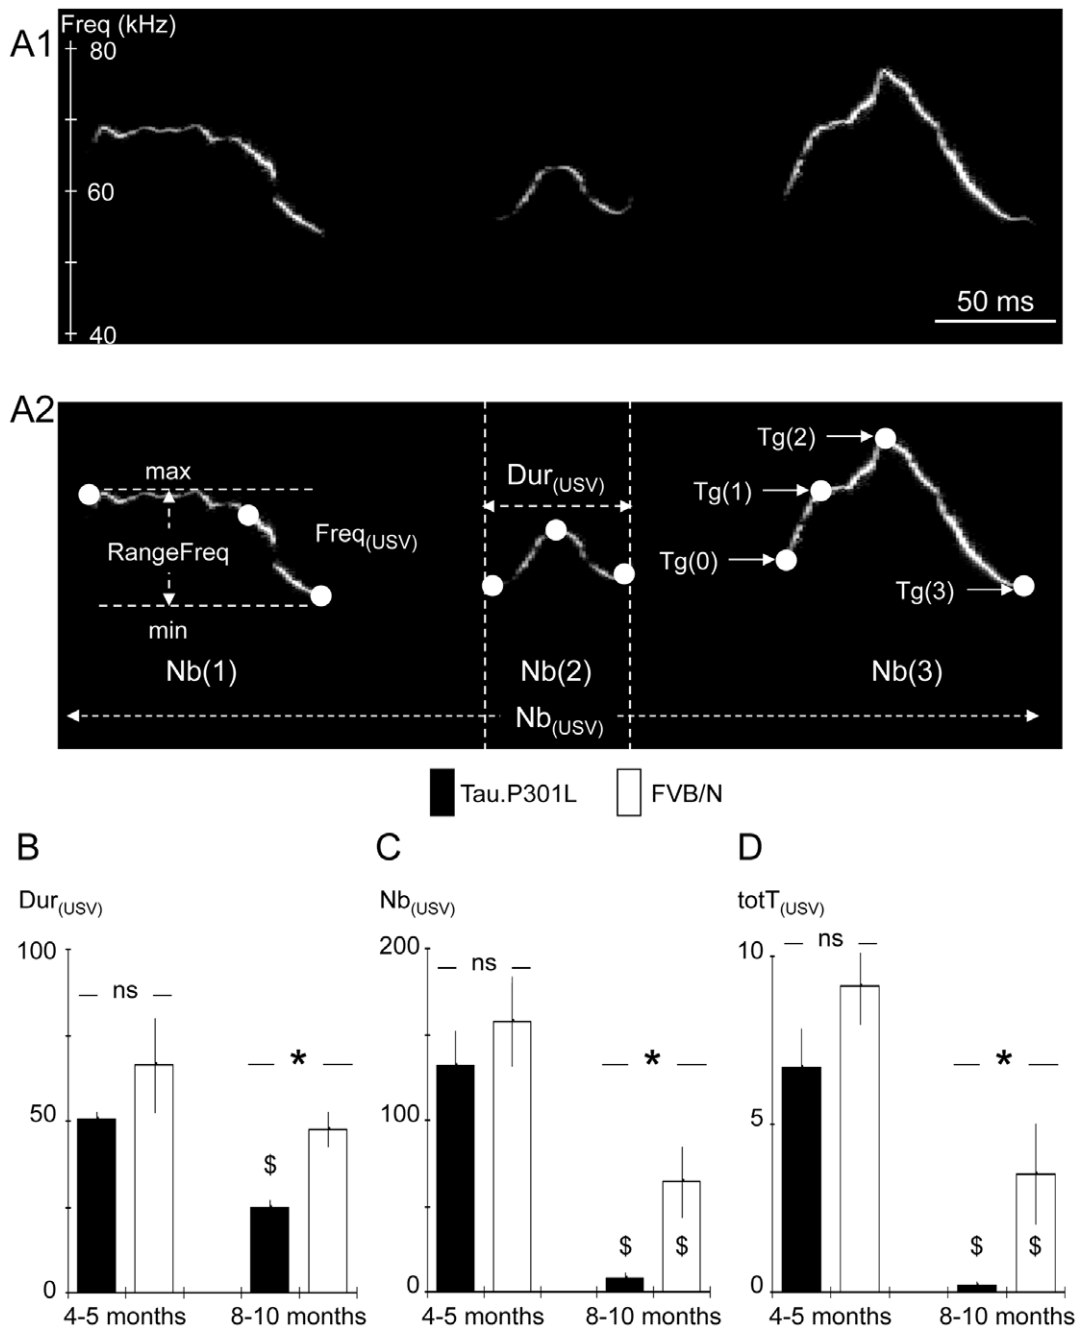 A1
Freq (kHz)
80
60
40
50 ms
A2
max
RangeFreq
min
Freq(USV)
Dur(USV)
Tg(2)
Tg(1)
Tg(0)
Tg(3)
Nb(1)
Nb(2)
Nb(3)
Nb(USV)
Tau.P301L
FVB/N
B
C
D
Dur(USV)
Nb(USV)
totT(USV)
100
50
0
ns
*
$
4-5 months
8-10 months
200
100
0
ns
*
$
$
4-5 months
8-10 months
10
5
0
ns
*
$
$
4-5 months
8-10 months